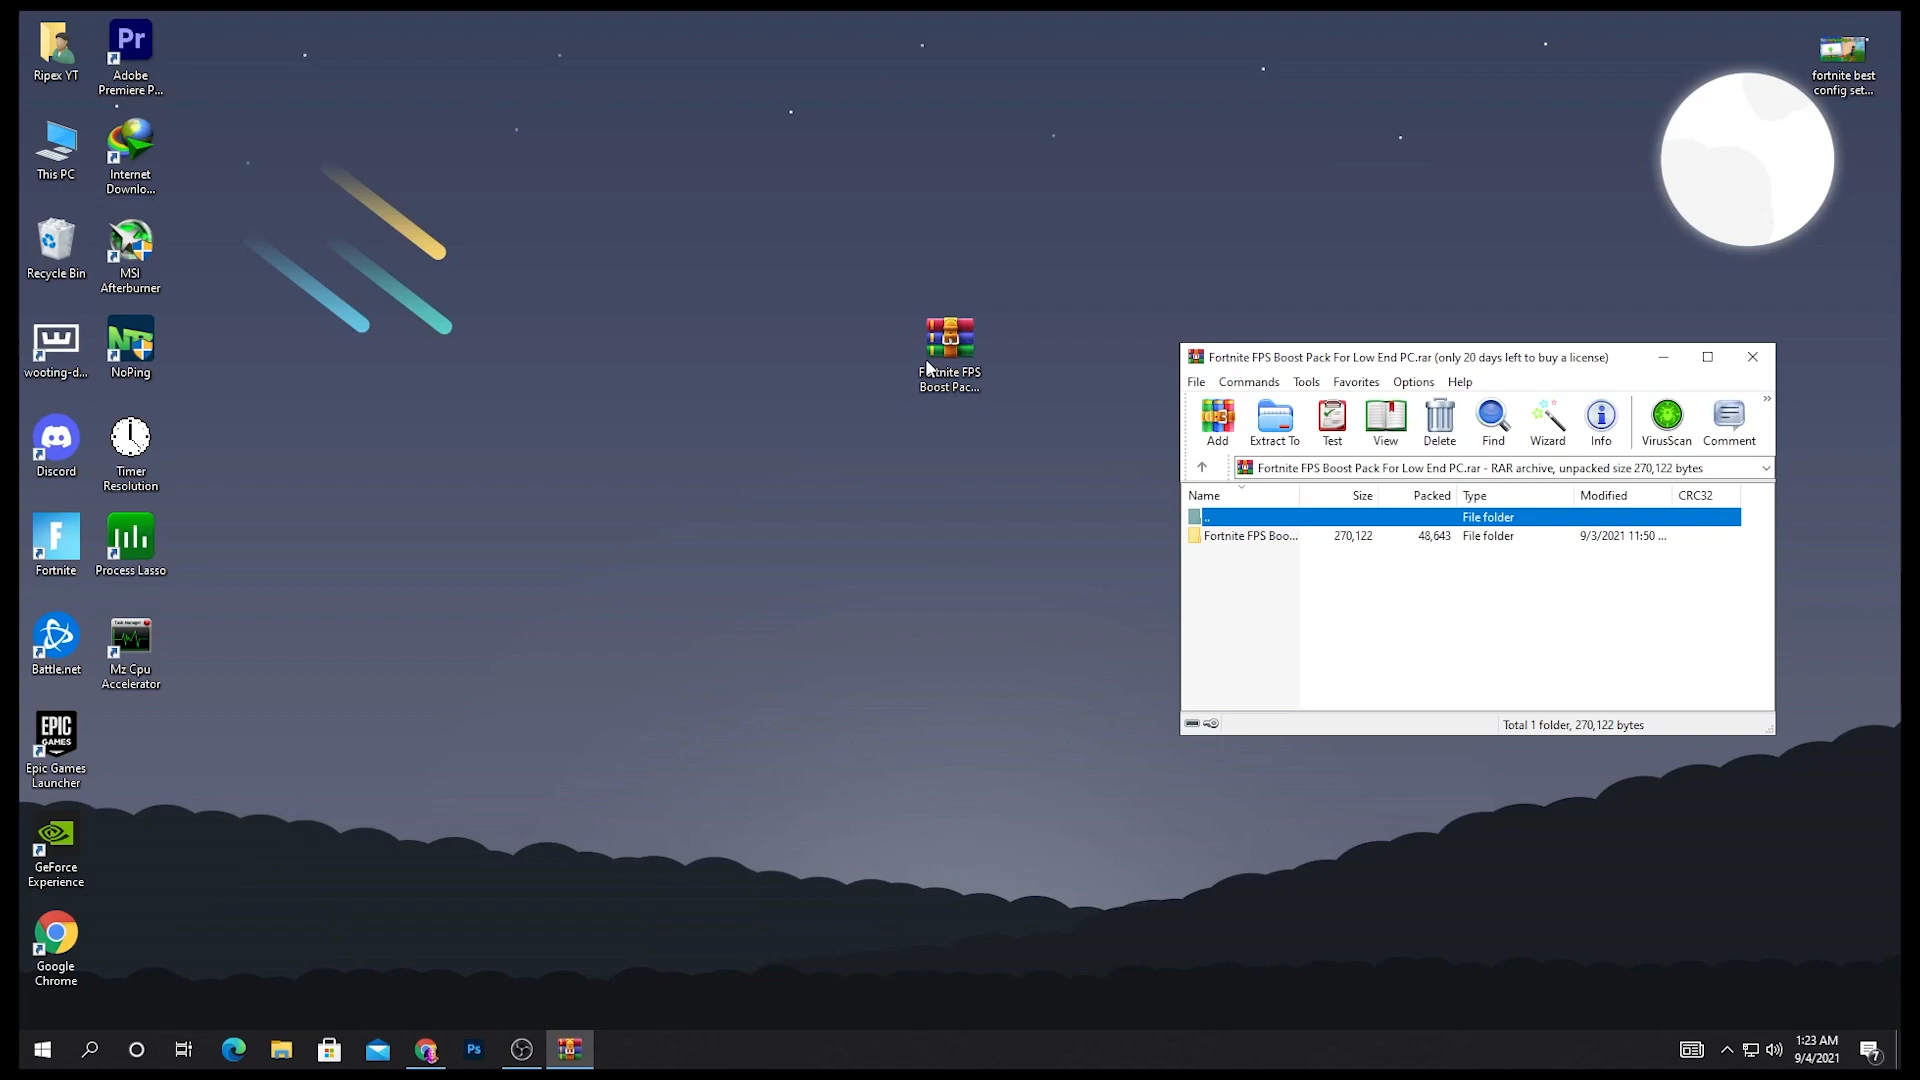 Ripex YT
Adobe
Premiere P...
This PC
Internet
Downlo...
Recycle Bin
MSI
Afterburner
wooting-d...
NoPing
Discord
Timer
Resolution
Fortnite
Process Lasso
Battle.net
Mz Cpu
Accelerator
EPIC
GAMES
Epic Games
Launcher
GeForce
Experience
Google
Chrome
Pr
F
fortnite best
config set...
Fortnite FPS
Boost Pac...
Fortnite FPS Boost Pack For Low End PC.rar (only 20 days left to buy a license)
File Commands Tools Favorites Options Help
Add Extract To Test View Delete Find Wizard Info VirusScan Comment
Fortnite FPS Boost Pack For Low End PC.rar - RAR archive, unpacked size 270,122 bytes
Name Size Packed Type Modified CRC32
.. File folder
Fortnite FPS Boo... 270,122 48,643 File folder 9/3/2021 11:50 ...
Total 1 folder, 270,122 bytes
Ps
1:23 AM
9/4/2021
7